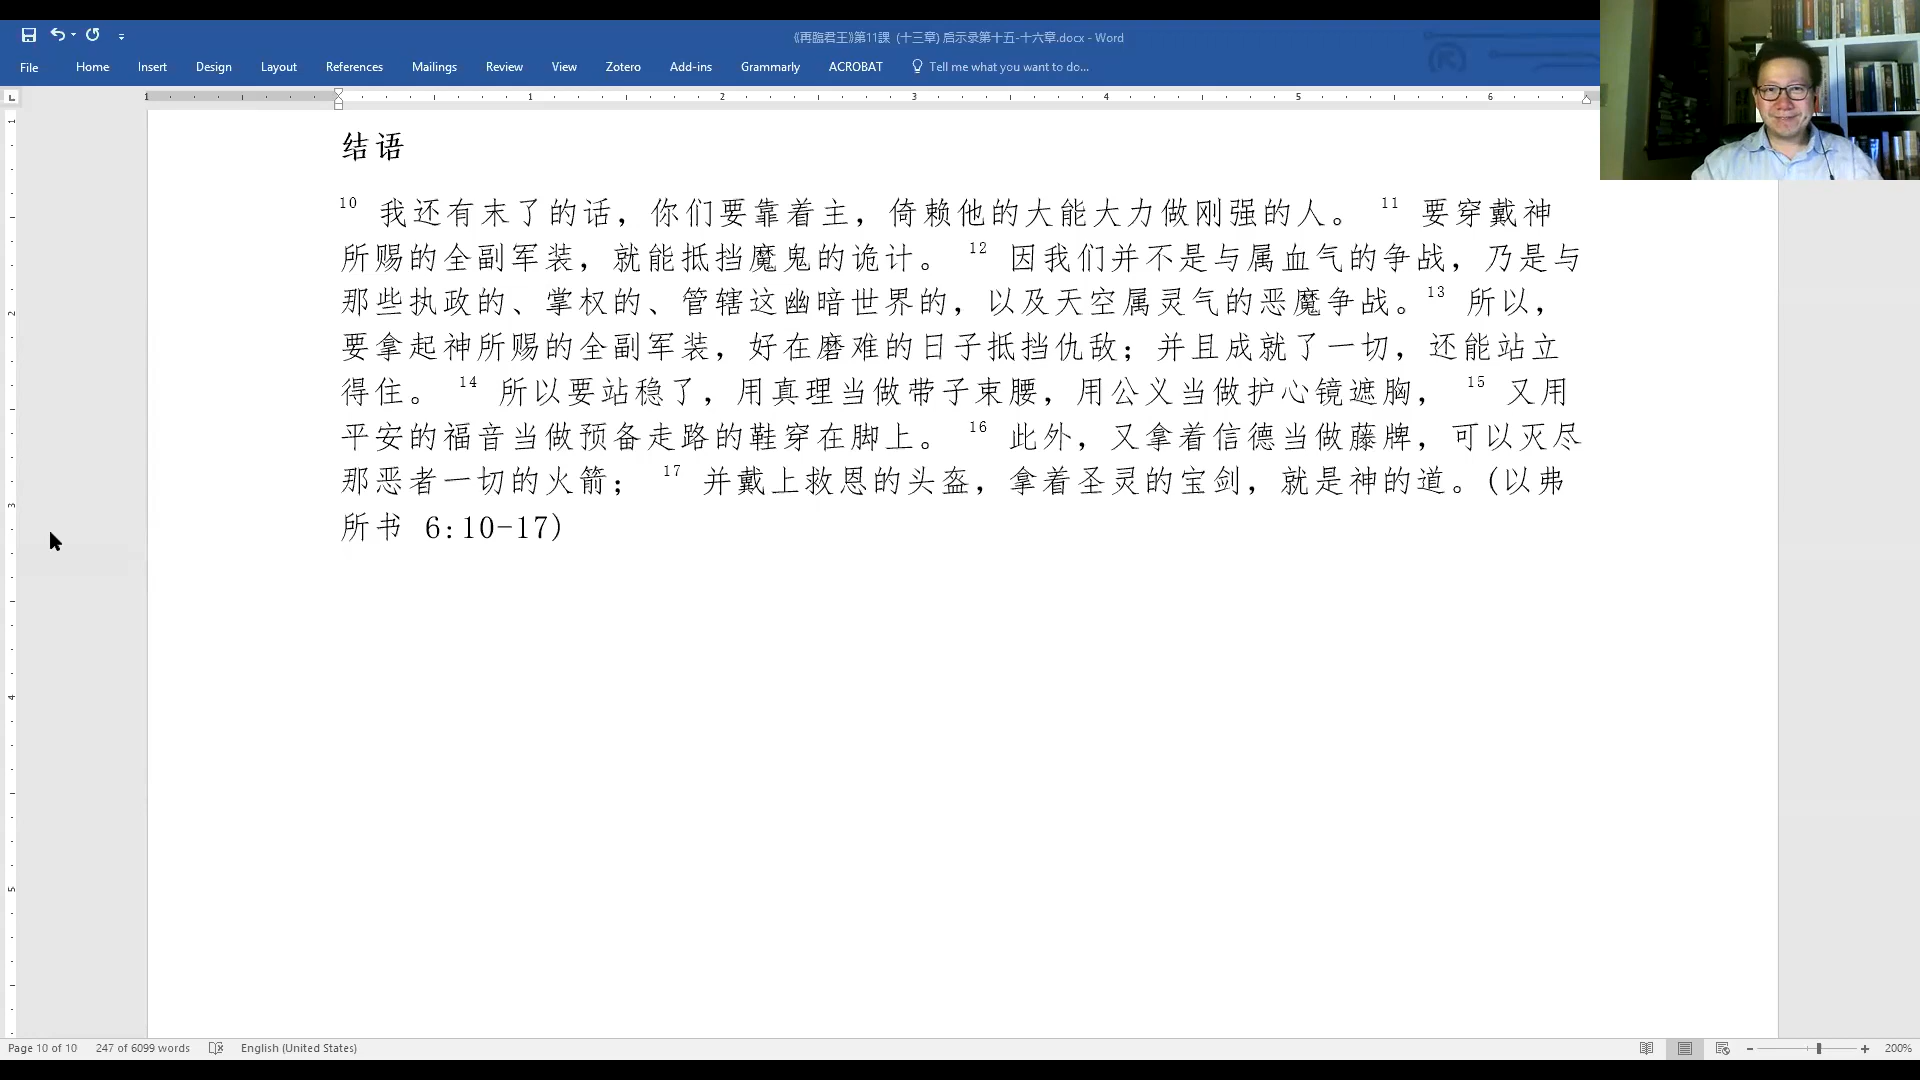 《再臨君王》第11課 (十三章) 启示录第十五-十六章.docx - Word
File Home Insert Design Layout References Mailings Review View Zotero Add-ins Grammarly ACROBAT Tell me what you want to do...
1 1 2 3 4 5 6
结语
10 我还有末了的话，你们要靠着主，倚赖他的大能大力做刚强的人。 11 要穿戴神
所赐的全副军装，就能抵挡魔鬼的诡计。 12 因我们并不是与属血气的争战，乃是与
那些执政的、掌权的、管辖这幽暗世界的，以及天空属灵气的恶魔争战。13 所以，
要拿起神所赐的全副军装，好在磨难的日子抵挡仇敌；并且成就了一切，还能站立
得住。 14 所以要站稳了，用真理当做带子束腰，用公义当做护心镜遮胸， 15 又用
平安的福音当做预备走路的鞋穿在脚上。 16 此外，又拿着信德当做藤牌，可以灭尽
那恶者一切的火箭； 17 并戴上救恩的头盔，拿着圣灵的宝剑，就是神的道。(以弗
所书 6:10-17)
1
2
3
4
5
Page 10 of 10 247 of 6099 words English (United States) 200%